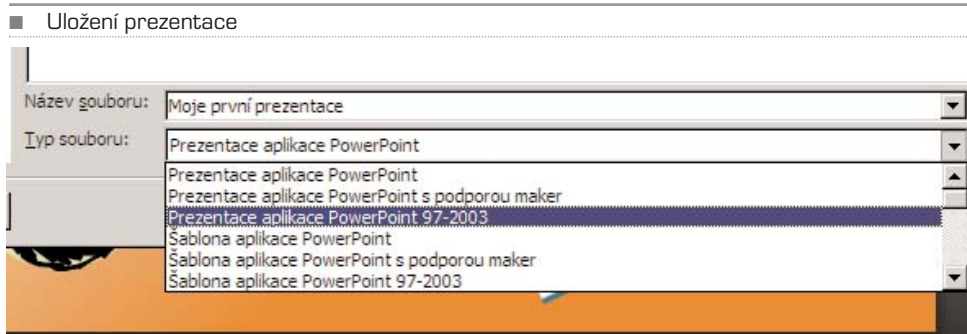 Uložení prezentace
Název souboru: Moje první prezentace
Typ souboru: Prezentace aplikace PowerPoint
Prezentace aplikace PowerPoint
Prezentace aplikace PowerPoint s podporou maker
Prezentace aplikace PowerPoint 97-2003
Šablona aplikace PowerPoint
Šablona aplikace PowerPoint s podporou maker
Šablona aplikace PowerPoint 97-2003